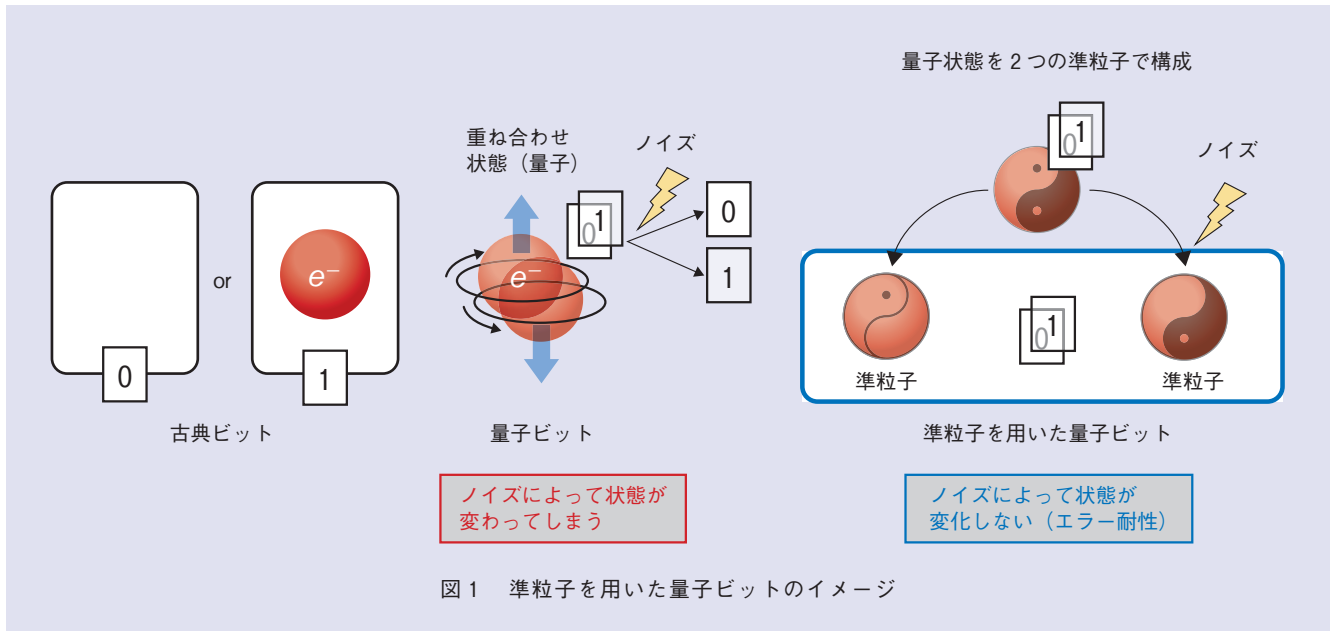 0
or
e−
1
古典ビット
重ね合わせ
状態（量子）
ノイズ
0
1
0
1
e−
量子ビット
ノイズによって状態が
変わってしまう
量子状態を２つの準粒子で構成
0
1
ノイズ
準粒子
0
1
準粒子
準粒子を用いた量子ビット
ノイズによって状態が
変化しない（エラー耐性）
図１　準粒子を用いた量子ビットのイメージ